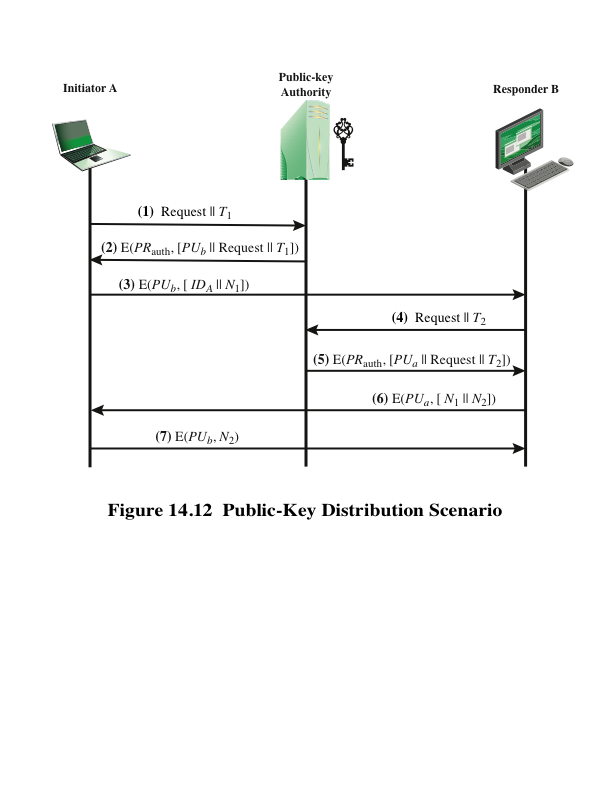 Initiator A
Public-key
Authority
Responder B
(1) Request || T1
(2) E(PRauth, [PUb || Request || T1])
(3) E(PUb, [ IDA || N1])
(4) Request || T2
(5) E(PRauth, [PUa || Request || T2])
(6) E(PUa, [ N1 || N2])
(7) E(PUb, N2)
Figure 14.12 Public-Key Distribution Scenario